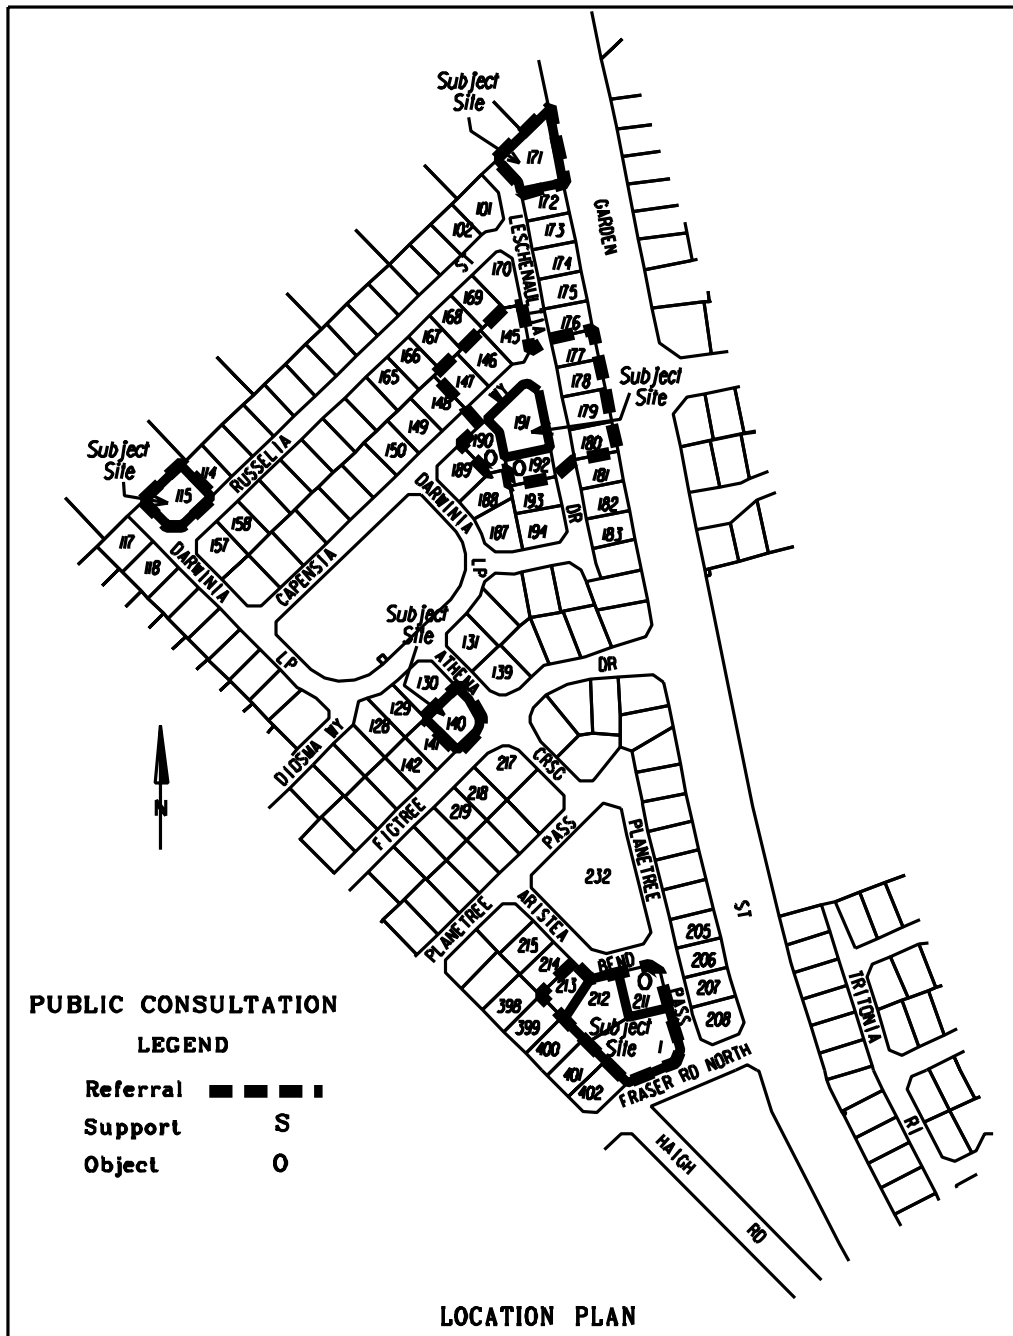 Subject
Site
171
GARDEN
101
102
172
173
174
175
176
LESCHENAULTIA
S
170
169
168
167
166
165
145
146
147
148
149
150
WY
177
178
179
180
Subject
Site
191
190
O
O
192
189
188
193
187
194
181
182
183
DR
Subject
Site
114
115
RUSSELIA
117
118
158
157
DARWINIA
CAPENSIA
DARWINIA
LP
LP
Subject
Site
131
139
ATHENA
130
129
128
140
141
142
DR
DIOSMA WY
N
FIGTREE
217
218
219
CRSG
PASS
PLANETREE
232
PLANETREE
ARISTEA
ST
205
206
207
208
215
214
213
BEND
O
212
211
PASS
398
399
400
401
402
Subject
Site
1
FRASER RD NORTH
TRITONIA
RI
HAIGH
RD
PUBLIC CONSULTATION
LEGEND
Referral
Support S
Object O
LOCATION PLAN